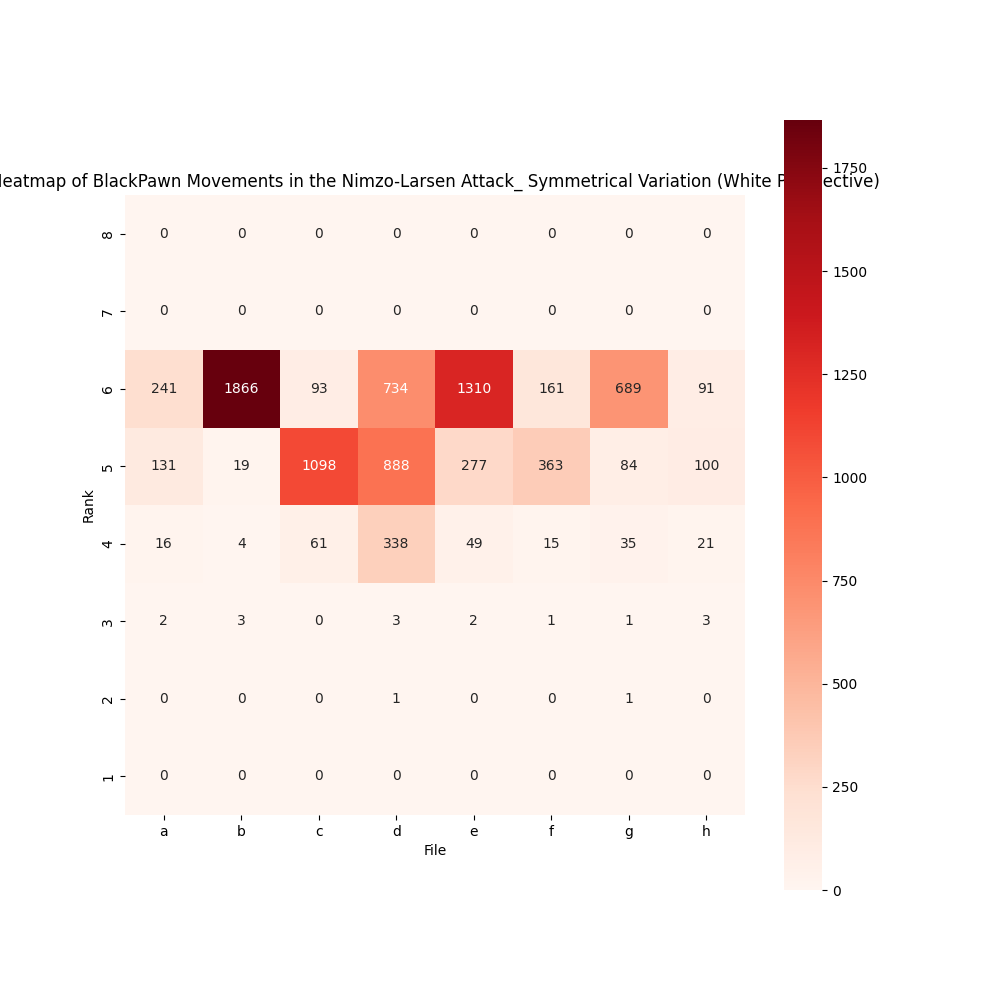 eatmap of BlackPawn Movements in the Nimzo-Larsen Attack_ Symmetrical Variation (White ective)
8 0 0 0 0 0 0 0 0
7 0 0 0 0 0 0 0 0
6 241 1866 93 734 1310 161 689 91
5 131 19 1098 888 277 363 84 100
4 16 4 61 338 49 15 35 21
3 2 3 0 3 2 1 1 3
2 0 0 0 1 0 0 1 0
1 0 0 0 0 0 0 0 0
a b c d e f g h
File
Rank
1750
1500
1250
1000
750
500
250
0